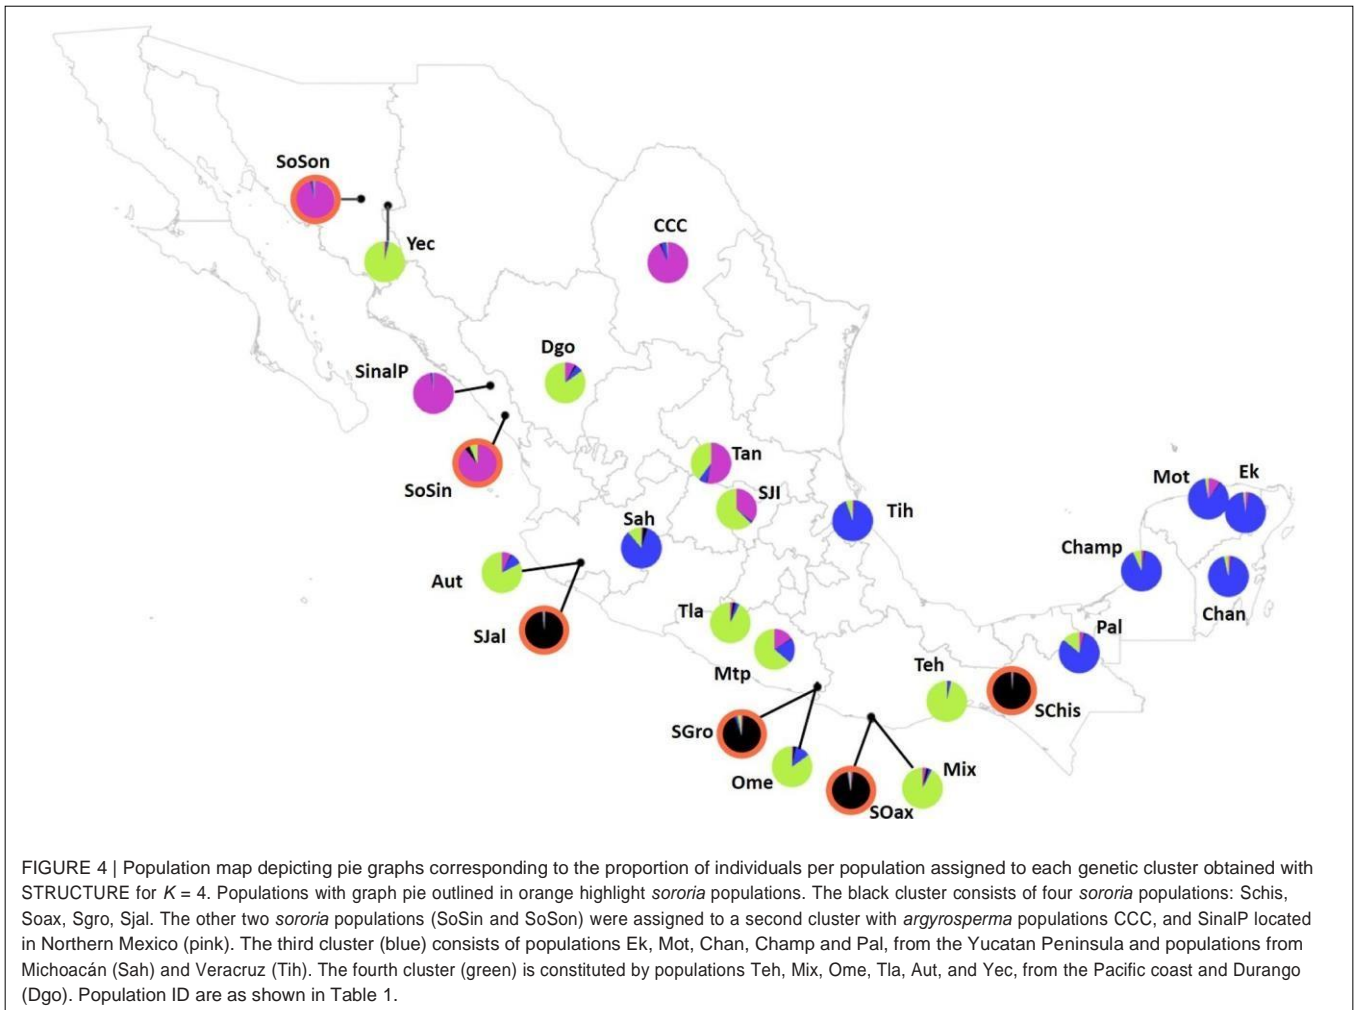 SoSon
Yec
CCC
Dgo
SinalP
SoSin
Tan
SJI
Tih
Mot
Ek
Sah
Champ
Chan
Aut
SJal
Tla
Mtp
Pal
Teh
SChis
SGro
Ome
Mix
SOax
FIGURE 4 | Population map depicting pie graphs corresponding to the proportion of individuals per population assigned to each genetic cluster obtained with
STRUCTURE for K = 4. Populations with graph pie outlined in orange highlight sororia populations. The black cluster consists of four sororia populations: Schis,
Soax, Sgro, Sjal. The other two sororia populations (SoSin and SoSon) were assigned to a second cluster with argyrosperma populations CCC, and SinalP located
in Northern Mexico (pink). The third cluster (blue) consists of populations Ek, Mot, Chan, Champ and Pal, from the Yucatan Peninsula and populations from
Michoacán (Sah) and Veracruz (Tih). The fourth cluster (green) is constituted by populations Teh, Mix, Ome, Tla, Aut, and Yec, from the Pacific coast and Durango
(Dgo). Population ID are as shown in Table 1.